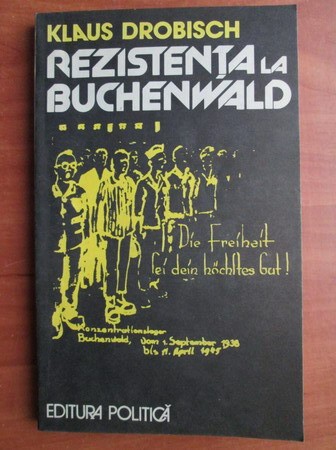 KLAUS DROBISCH
REZISTENȚA LA
BUCHENWALD
Die Freiheit
sei dein höchstes Gut!
Konzentrationslager
Buchenwald, vom 1. September 1938
bis 11. April 1945
EDITURA POLITICĂ